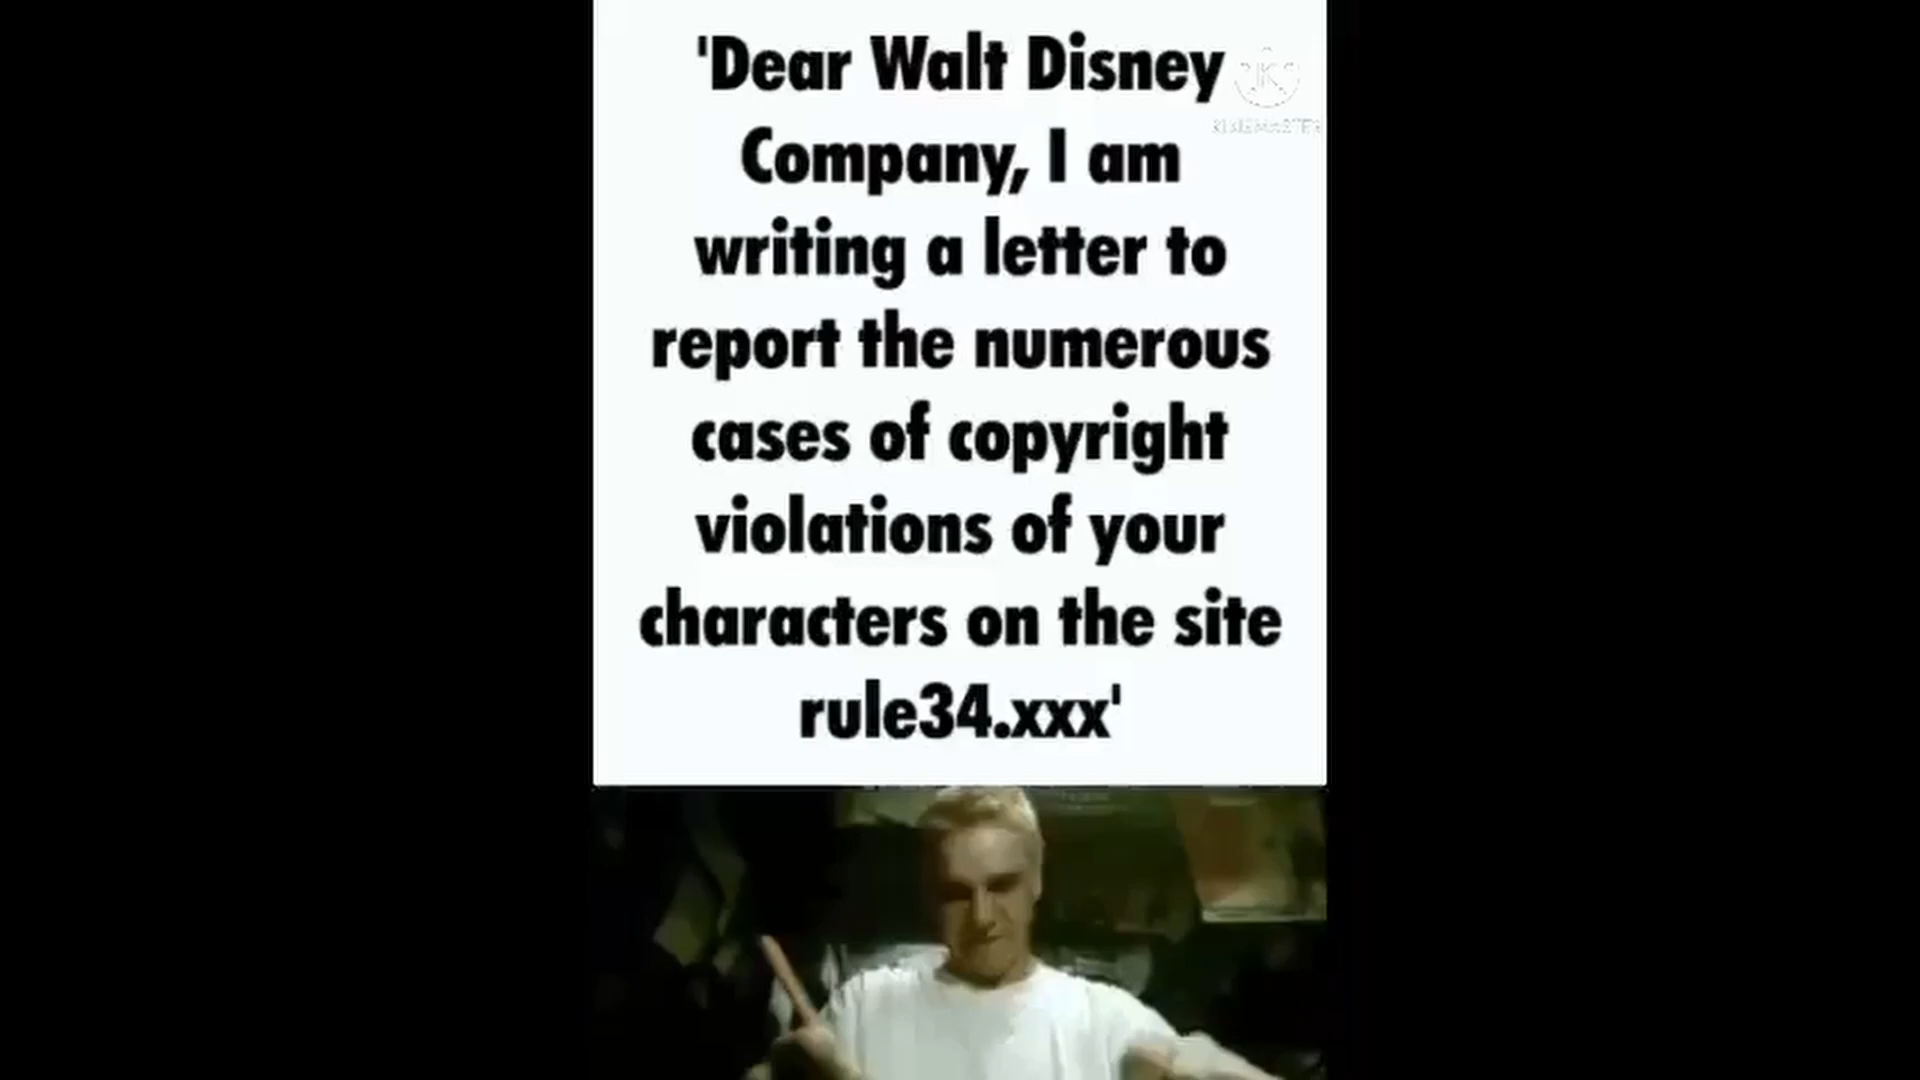 'Dear Walt Disney
Company, I am
writing a letter to
report the numerous
cases of copyright
violations of your
characters on the site
rule34.xxx'
KINEMASTER